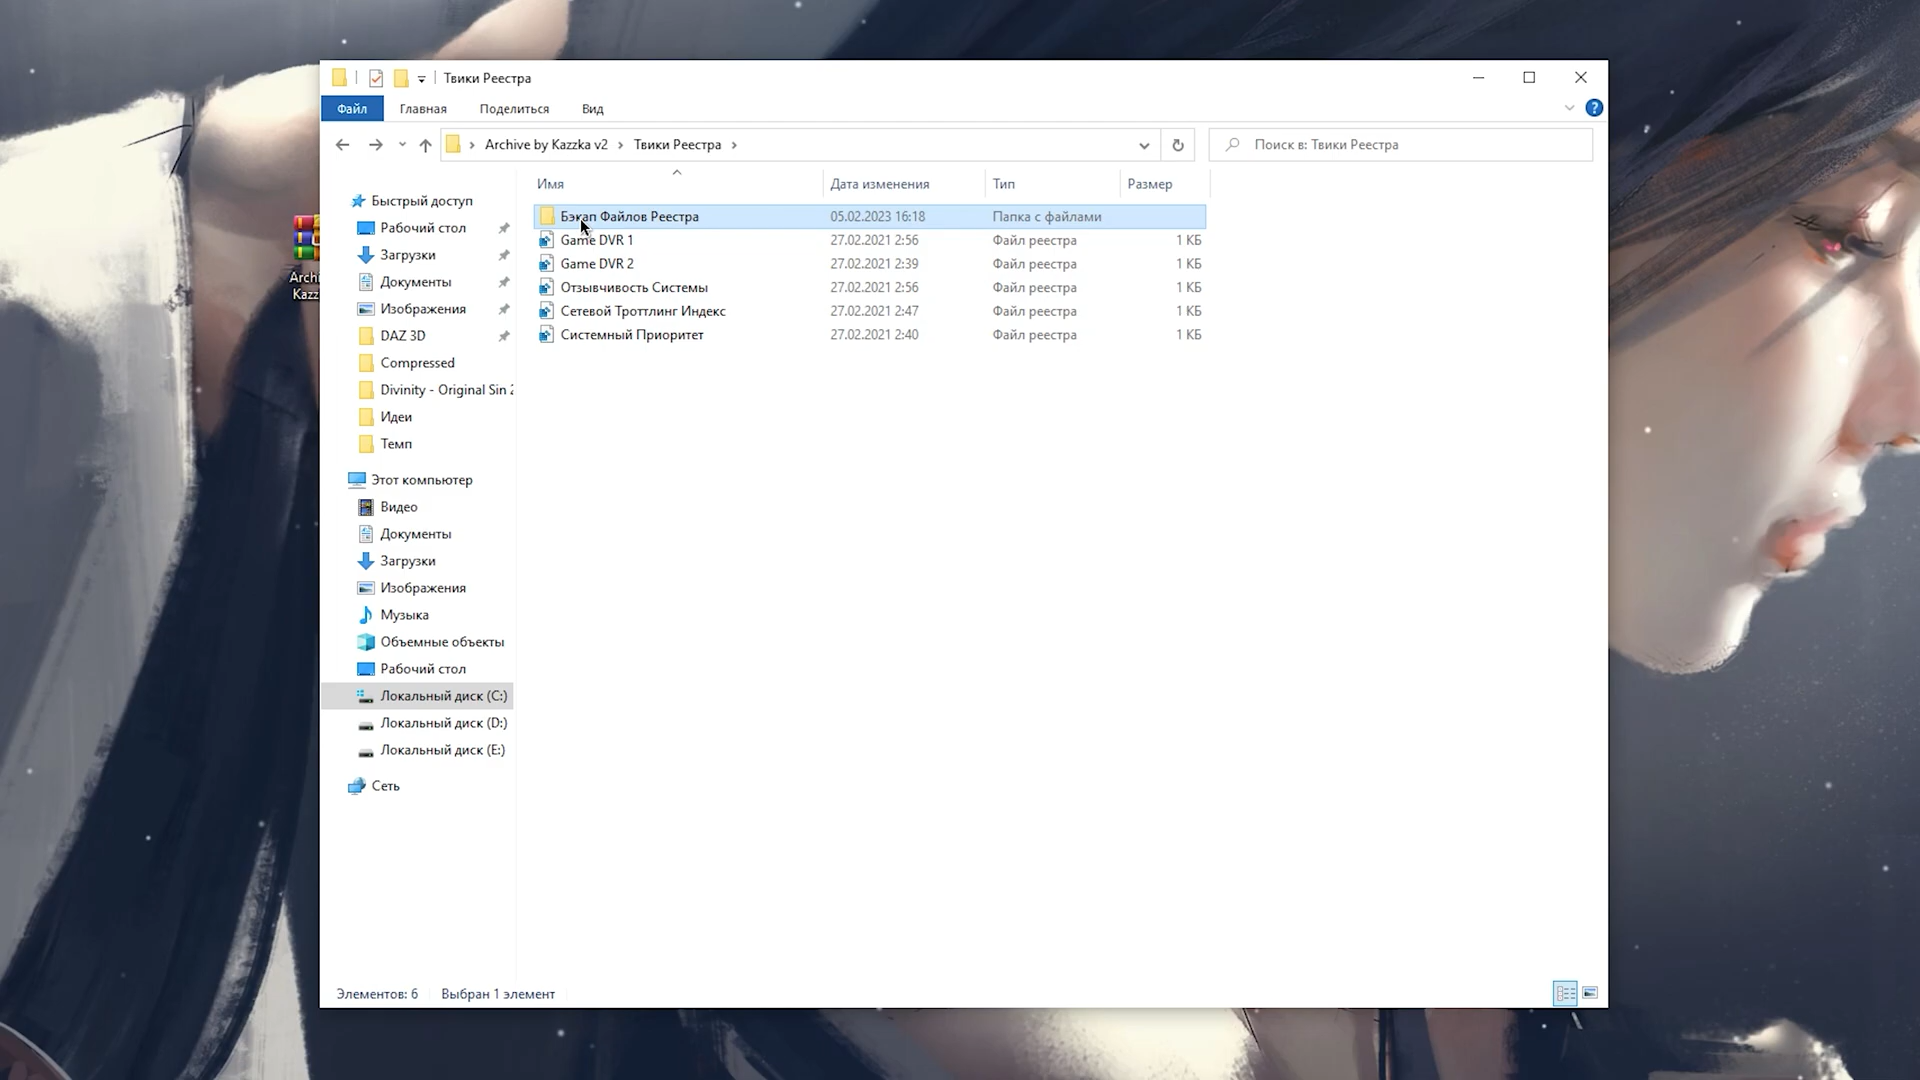 Твики Реестра
Файл Главная Поделиться Вид
Archive by Kazzka v2 Твики Реестра
Поиск в: Твики Реестра
Имя Дата изменения Тип Размер
Бэкап Файлов Реестра 05.02.2023 16:18 Папка с файлами
Game DVR 1 27.02.2021 2:56 Файл реестра 1 КБ
Game DVR 2 27.02.2021 2:39 Файл реестра 1 КБ
Отзывчивость Системы 27.02.2021 2:56 Файл реестра 1 КБ
Сетевой Троттлинг Индекс 27.02.2021 2:47 Файл реестра 1 КБ
Системный Приоритет 27.02.2021 2:40 Файл реестра 1 КБ
Быстрый доступ
Рабочий стол
Загрузки
Документы
Изображения
DAZ 3D
Compressed
Divinity - Original Sin 2
Идеи
Темп
Этот компьютер
Видео
Документы
Загрузки
Изображения
Музыка
Объемные объекты
Рабочий стол
Локальный диск (C:)
Локальный диск (D:)
Локальный диск (E:)
Сеть
Archi
Kazz
Элементов: 6 Выбран 1 элемент